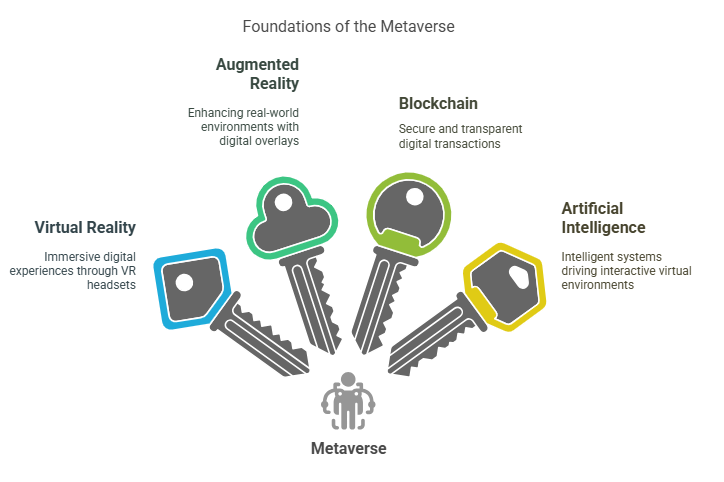 Foundations of the Metaverse
Augmented
Reality
Enhancing real-world
environments with
digital overlays
Blockchain
Secure and transparent
digital transactions
Virtual Reality
Immersive digital
experiences through VR
headsets
Artificial
Intelligence
Intelligent systems
driving interactive virtual
environments
Metaverse